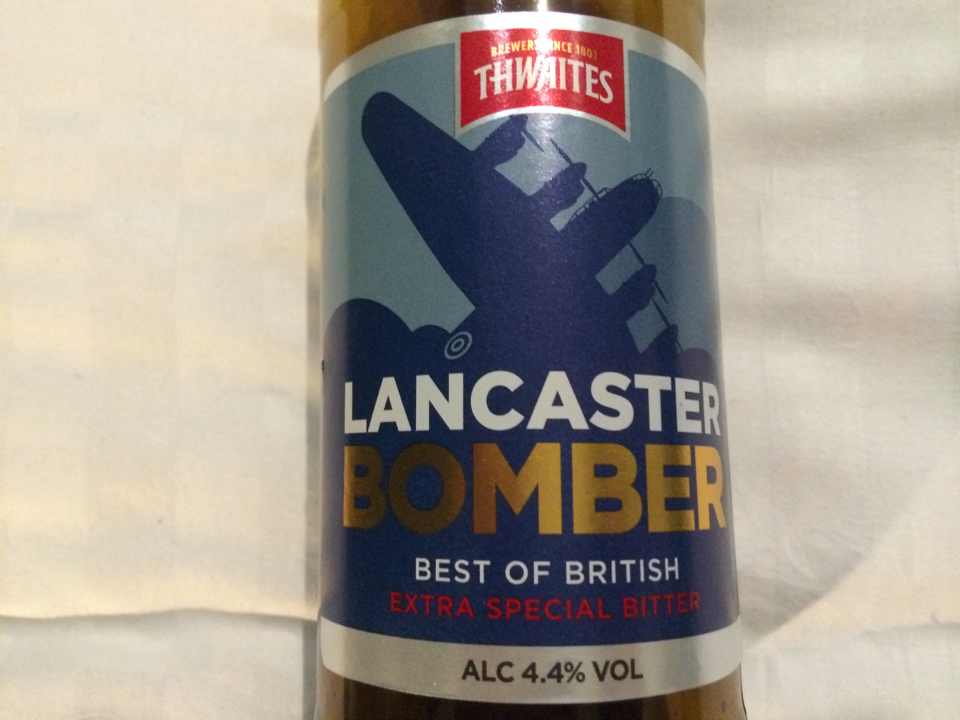 BREWERS SINCE 1807
THWAITES
LANCASTER
BOMBER
BEST OF BRITISH
EXTRA SPECIAL BITTER
ALC 4.4% VOL